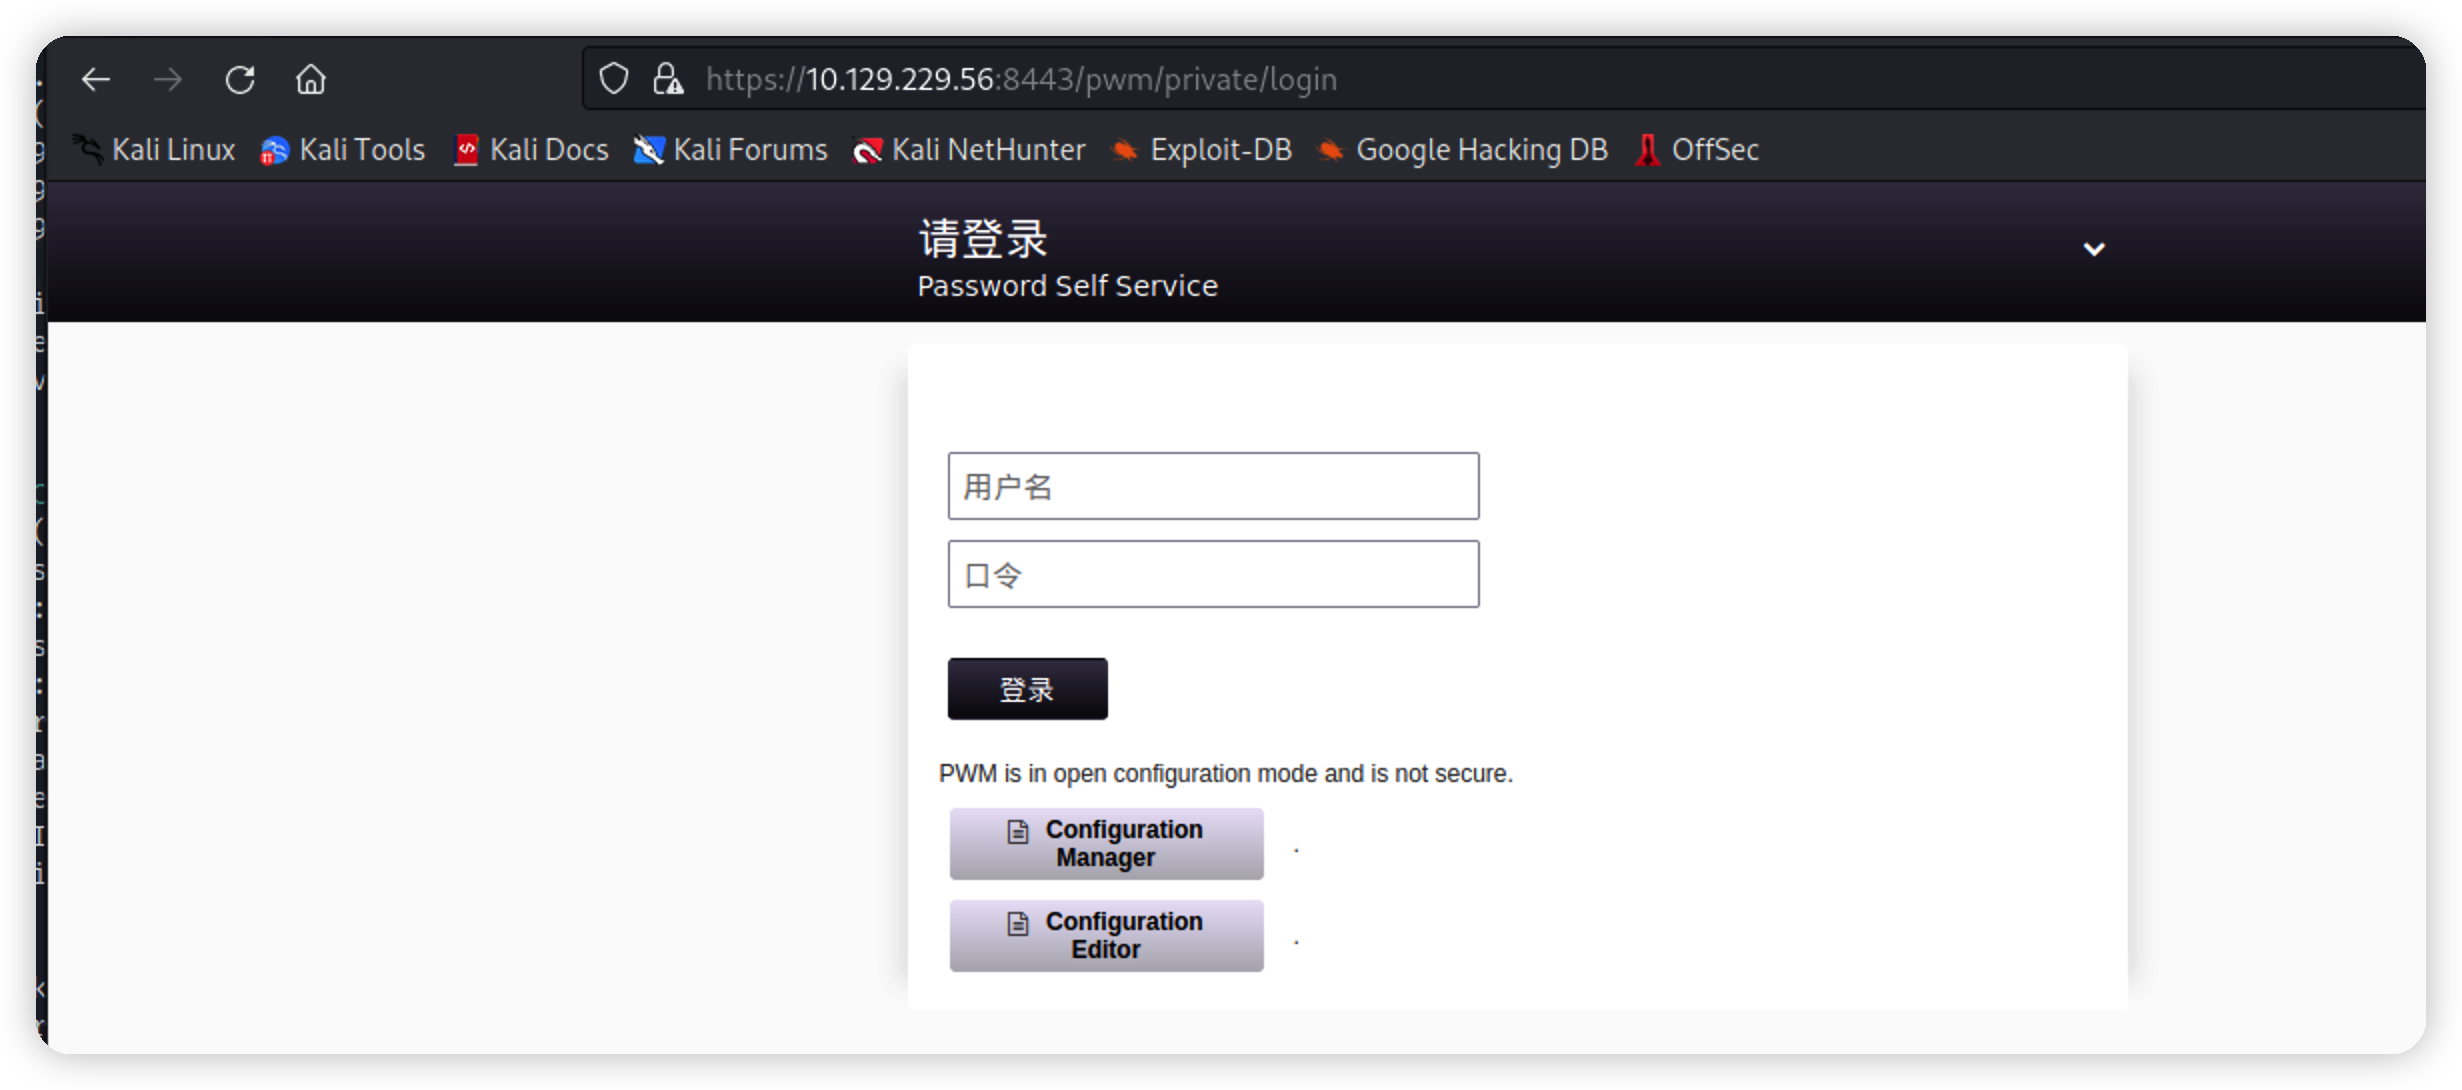 https://10.129.229.56:8443/pwm/private/login
Kali Linux Kali Tools Kali Docs Kali Forums Kali NetHunter Exploit-DB Google Hacking DB OffSec
请登录
Password Self Service
用户名
口令
登录
PWM is in open configuration mode and is not secure.
Configuration
Manager
.
Configuration
Editor
.